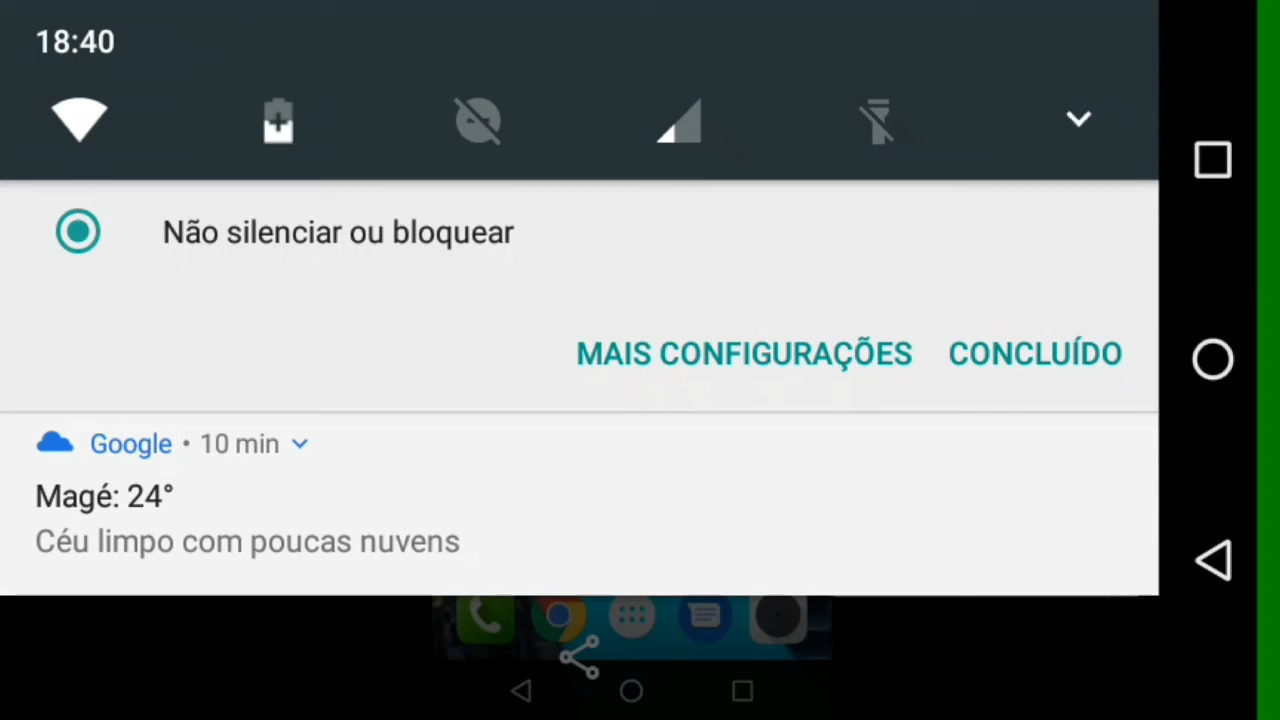 18:40
Não silenciar ou bloquear
MAIS CONFIGURAÇÕES CONCLUÍDO
Google • 10 min
Magé: 24°
Céu limpo com poucas nuvens